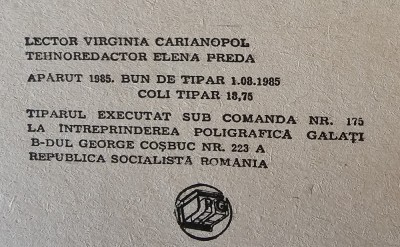 LECTOR VIRGINIA CARIANOPOL
TEHNOREDACTOR ELENA PREDA
APĂRUT 1985. BUN DE TIPAR 1.08.1985
COLI TIPAR 18,75
TIPARUL EXECUTAT SUB COMANDA NR. 175
LA ÎNTREPRINDEREA POLIGRAFICĂ GALAȚI
B-DUL GEORGE COȘBUC NR. 223 A
REPUBLICA SOCIALISTĂ ROMÂNIA